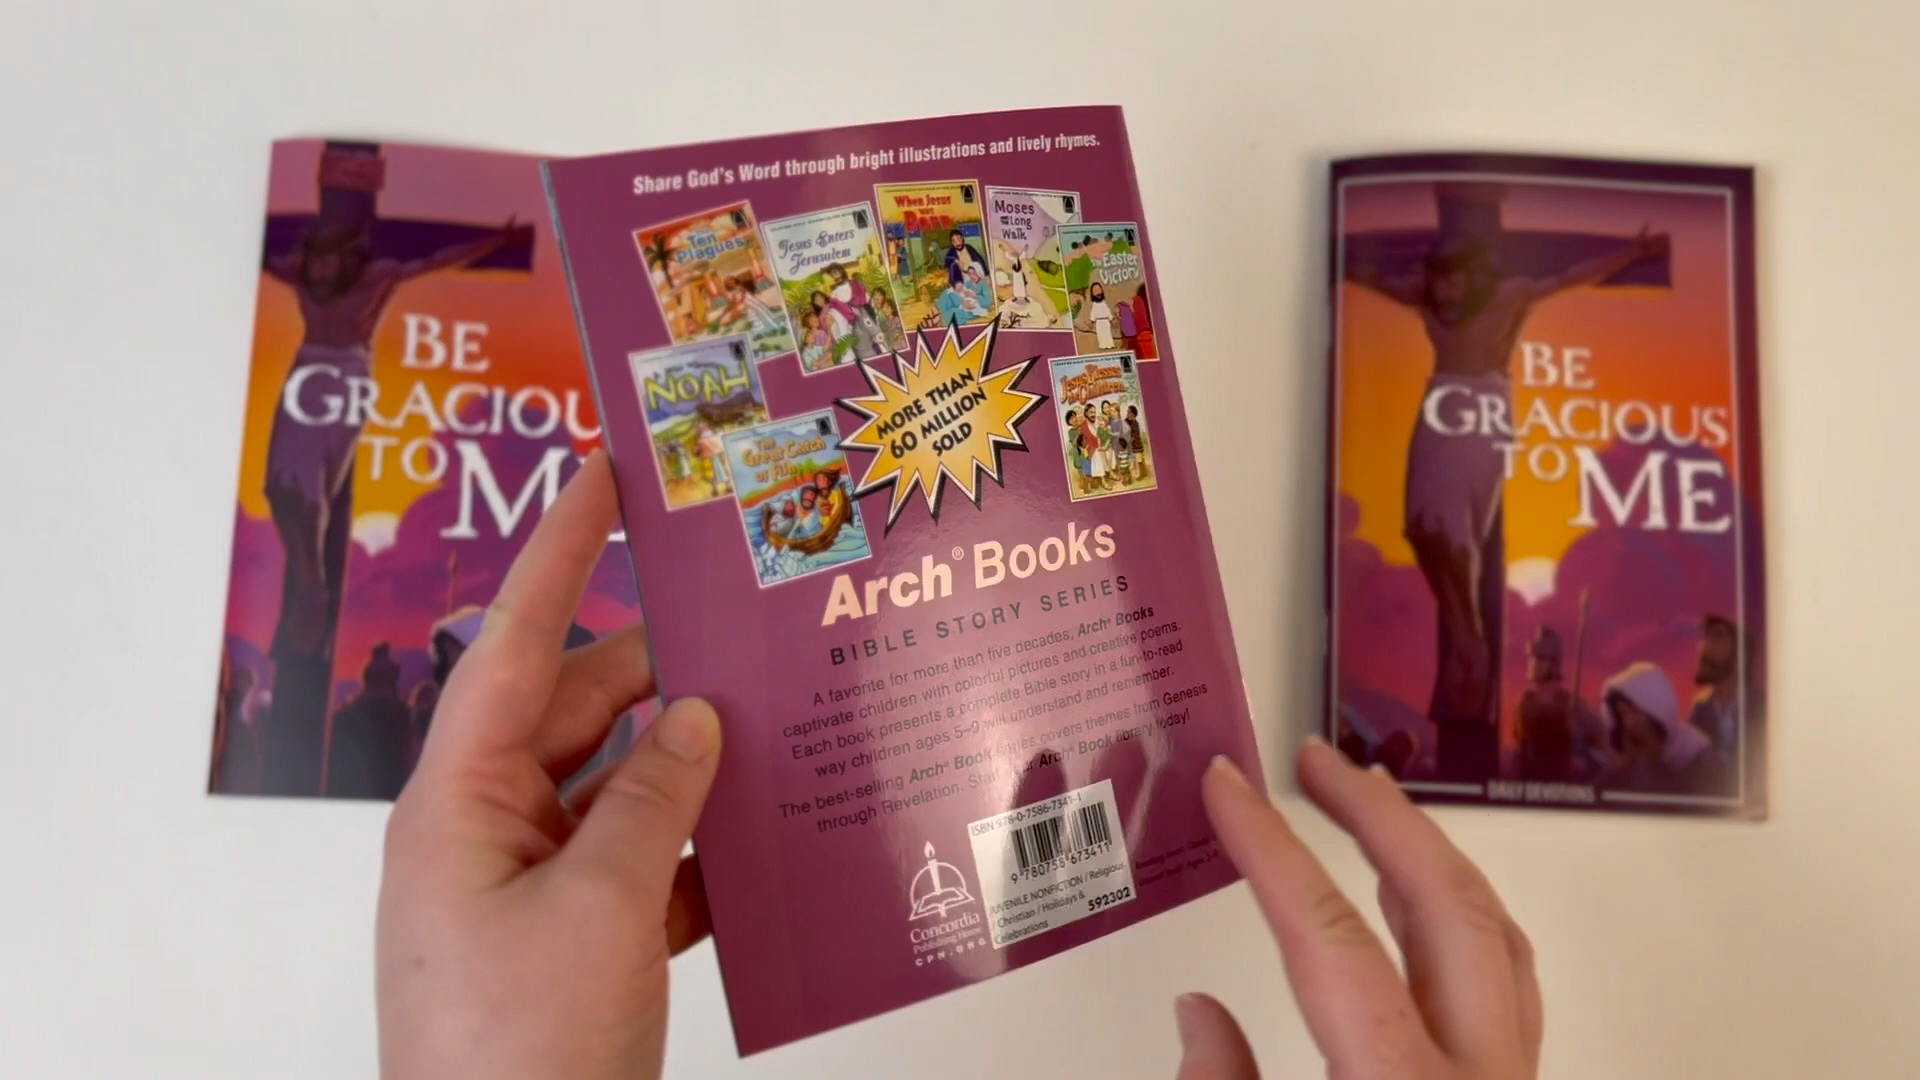 BE
GRACIOU
TO M
Share God's Word through bright illustrations and lively rhymes.
Ten
Plagues
Jesus Enters
Jerusalem
When Jesus
was
Born
Moses
and the
Long
Walk
The Easter
Victory
NOAH
The
Great Catch
of Fish
Jesus Blesses
the Children
MORE THAN
60 MILLION
SOLD
Arch® Books
BIBLE STORY SERIES
A favorite for more than five decades, Arch® Books
captivate children with colorful pictures and creative poems.
Each book presents a complete Bible story in a fun-to-read
way children ages 5–9 will understand and remember.
The best-selling Arch® Book series covers themes from Genesis
through Revelation. Start your Arch® Book library today!
ISBN 978-0-7586-7341-1
9 780758 673411
JUVENILE NONFICTION / Religious
/ Christian / Holidays &
Celebrations
592302
Concordia
Publishing House
CPH.ORG
BE
GRACIOUS
TO ME
DAILY DEVOTIONS